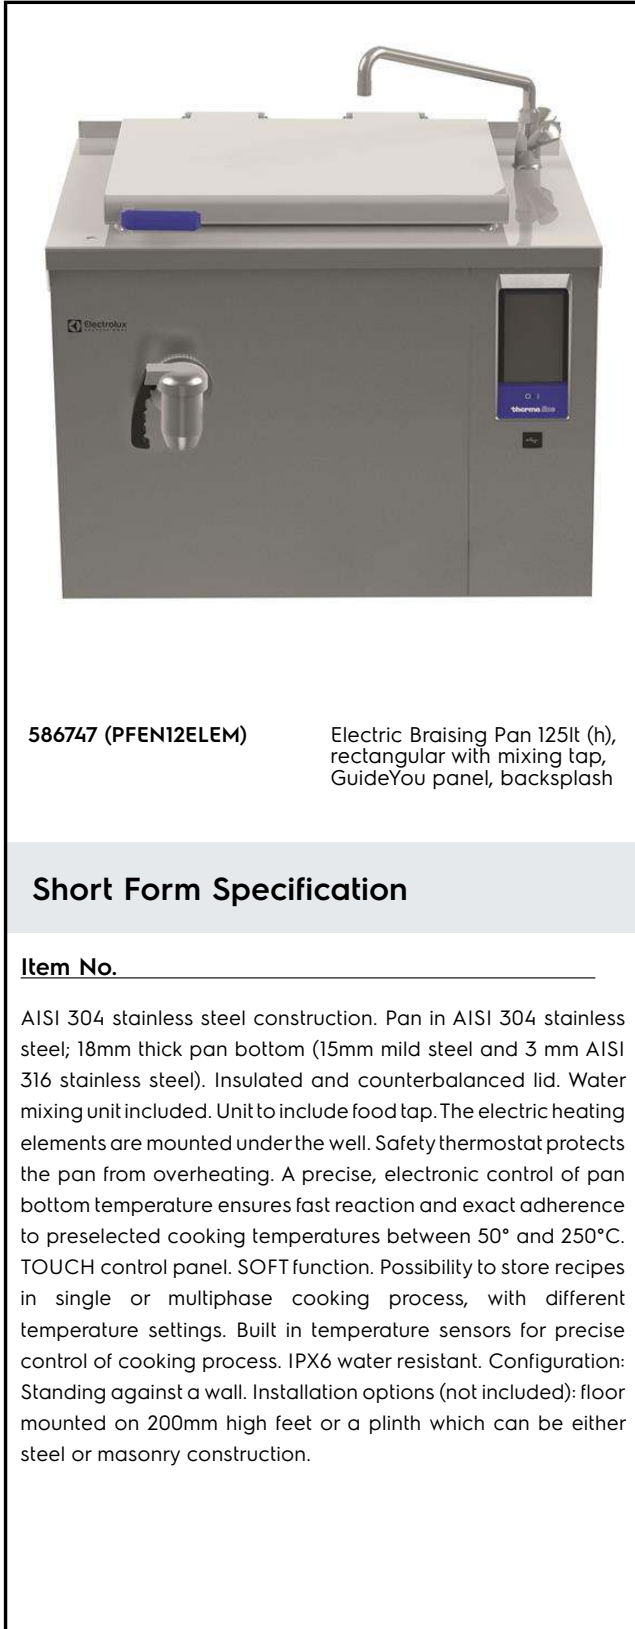 Electrolux
PROFESSIONAL
thermaline
586747 (PFEN12ELEM)
Electric Braising Pan 125lt (h),
rectangular with mixing tap,
GuideYou panel, backsplash
Short Form Specification
Item No.
AISI 304 stainless steel construction. Pan in AISI 304 stainless
steel; 18mm thick pan bottom (15mm mild steel and 3 mm AISI
316 stainless steel). Insulated and counterbalanced lid. Water
mixing unit included. Unit to include food tap. The electric heating
elements are mounted under the well. Safety thermostat protects
the pan from overheating. A precise, electronic control of pan
bottom temperature ensures fast reaction and exact adherence
to preselected cooking temperatures between 50° and 250°C.
TOUCH control panel. SOFT function. Possibility to store recipes
in single or multiphase cooking process, with different
temperature settings. Built in temperature sensors for precise
control of cooking process. IPX6 water resistant. Configuration:
Standing against a wall. Installation options (not included): floor
mounted on 200mm high feet or a plinth which can be either
steel or masonry construction.